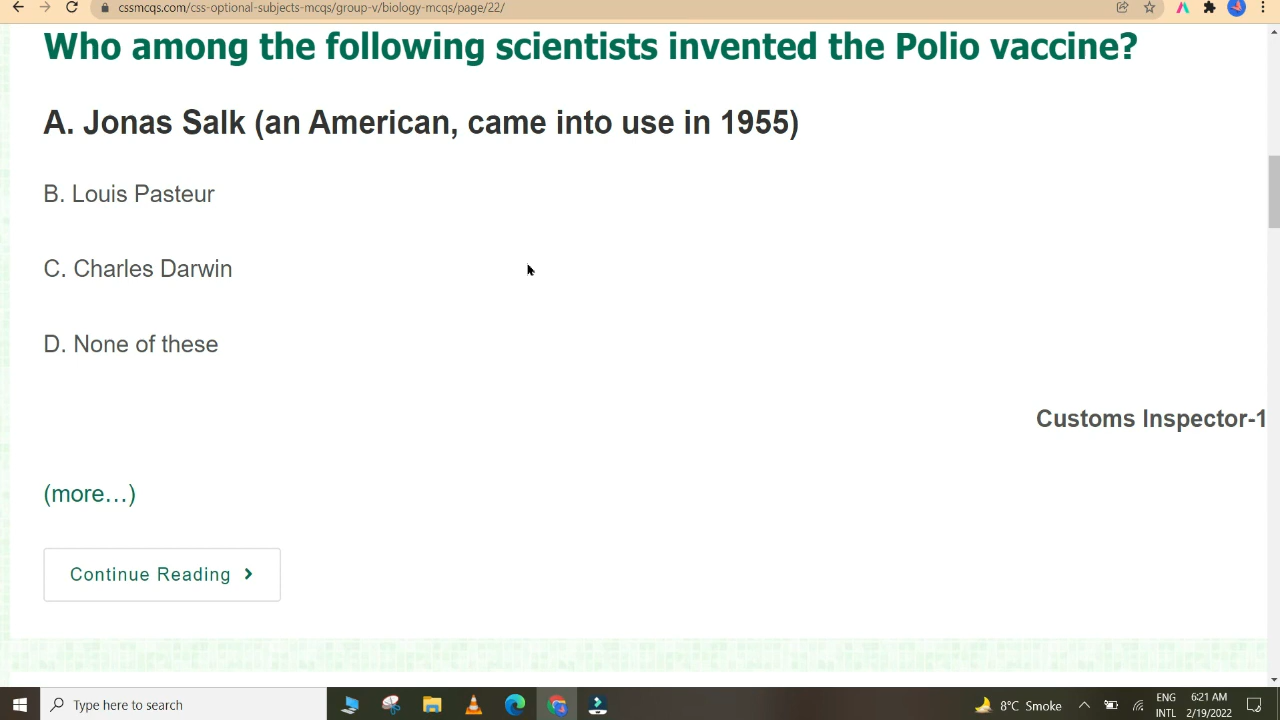 cssmcqs.com/css-optional-subjects-mcqs/group-v/biology-mcqs/page/22/
Who among the following scientists invented the Polio vaccine?
A. Jonas Salk (an American, came into use in 1955)
B. Louis Pasteur
C. Charles Darwin
D. None of these
Customs Inspector-1
(more…)
Continue Reading
Type here to search
8°C Smoke
ENG
INTL
6:21 AM
2/19/2022